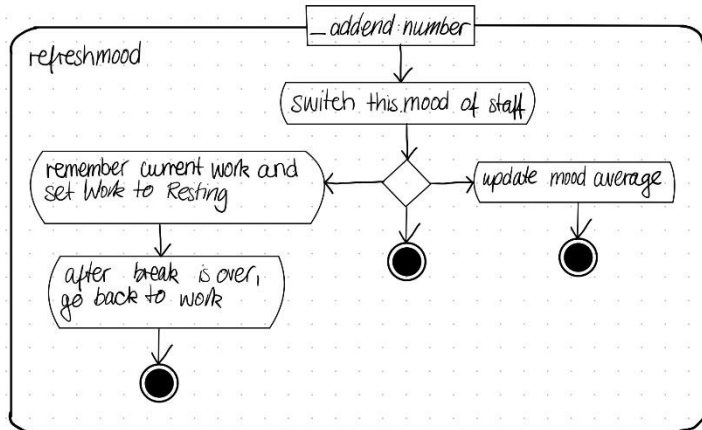 _addend: number
refreshmood
switch this.mood of staff
remember current work and
set Work to Resting
update mood average
after break is over,
go back to work